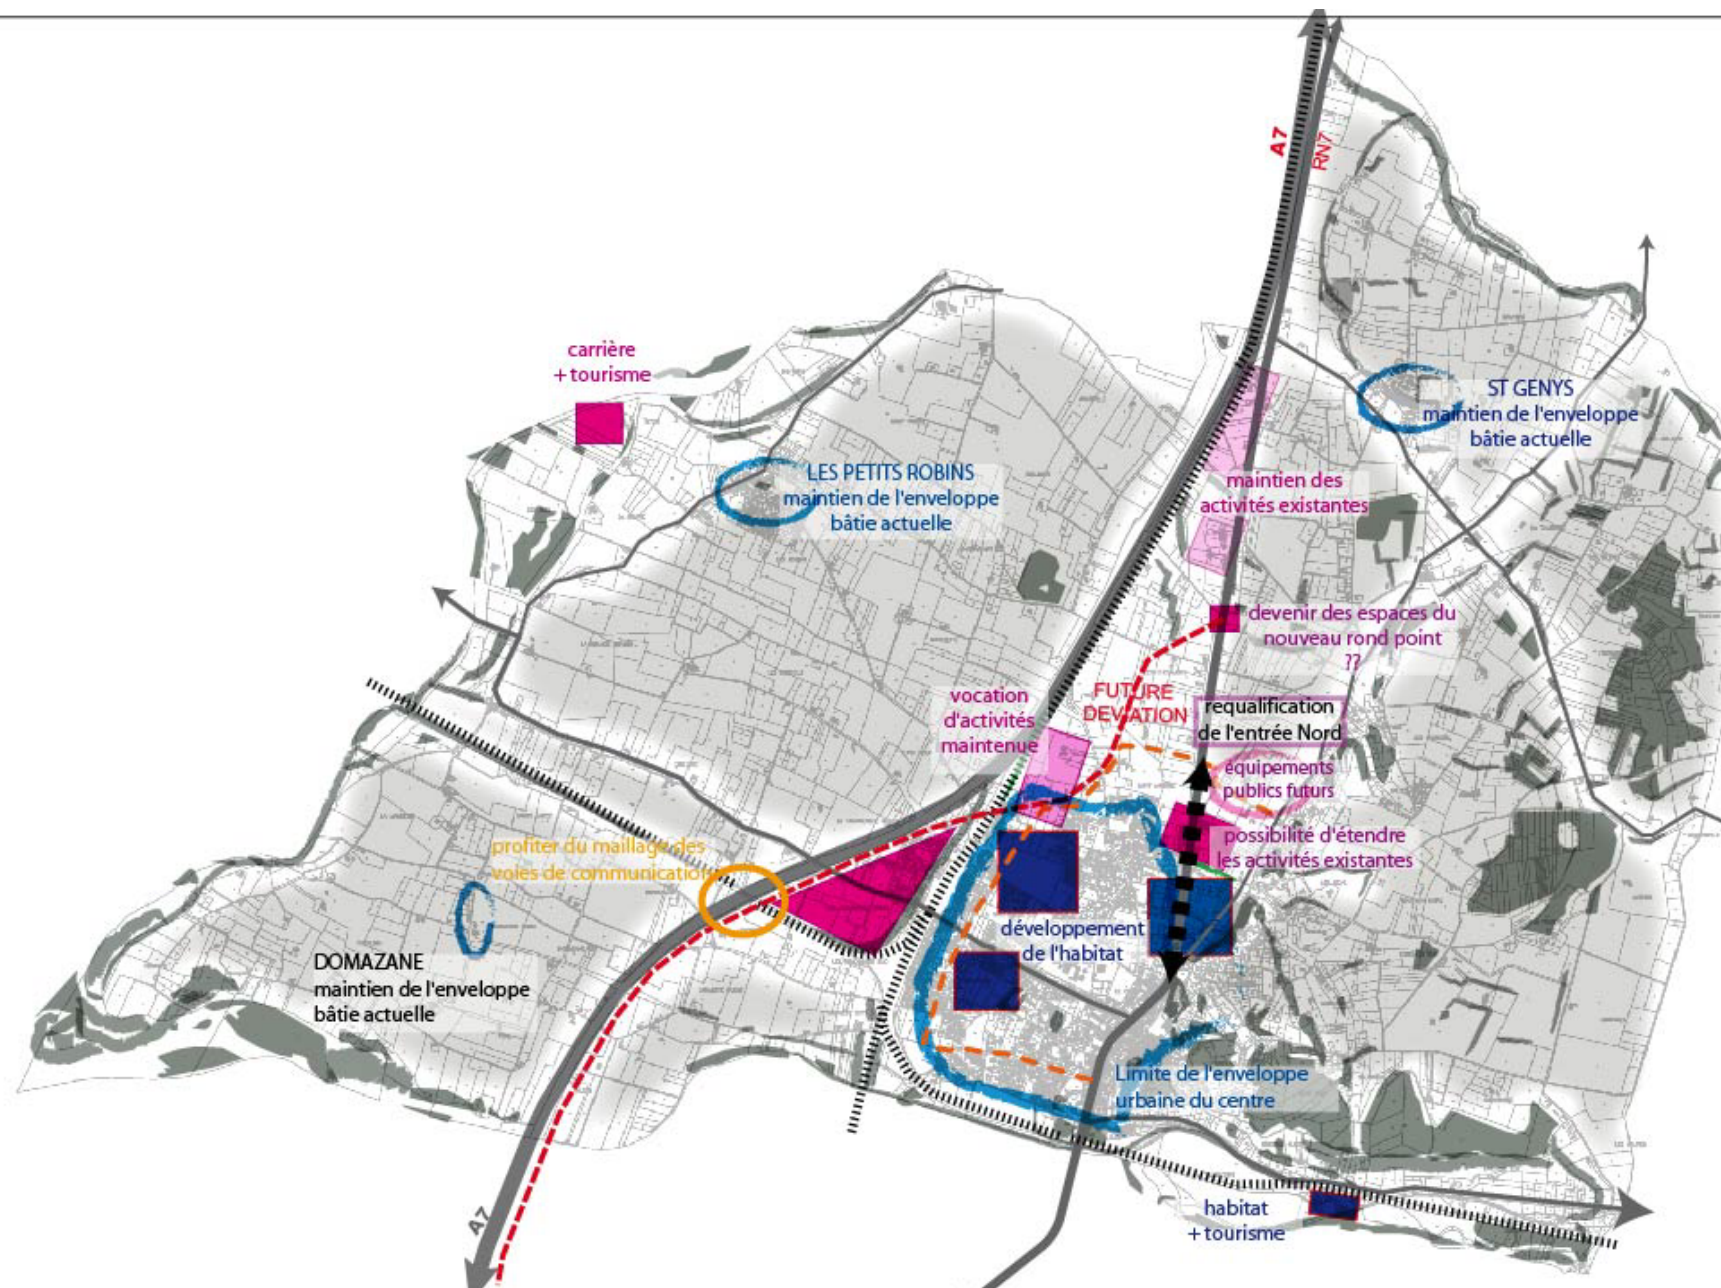 A7
RN7
carrière
+ tourisme
ST GENYS
maintien de l'enveloppe
bâtie actuelle
LES PETITS ROBINS
maintien de l'enveloppe
bâtie actuelle
maintien des
activités existantes
devenir des espaces du
nouveau rond point
??
vocation
d'activités
maintenue
FUTURE
DEVIATION
requalification
de l'entrée Nord
équipements
publics futurs
possibilité d'étendre
les activités existantes
profiter du maillage des
voies de communication
développement
de l'habitat
DOMAZANE
maintien de l'enveloppe
bâtie actuelle
Limite de l'enveloppe
urbaine du centre
A7
habitat
+ tourisme